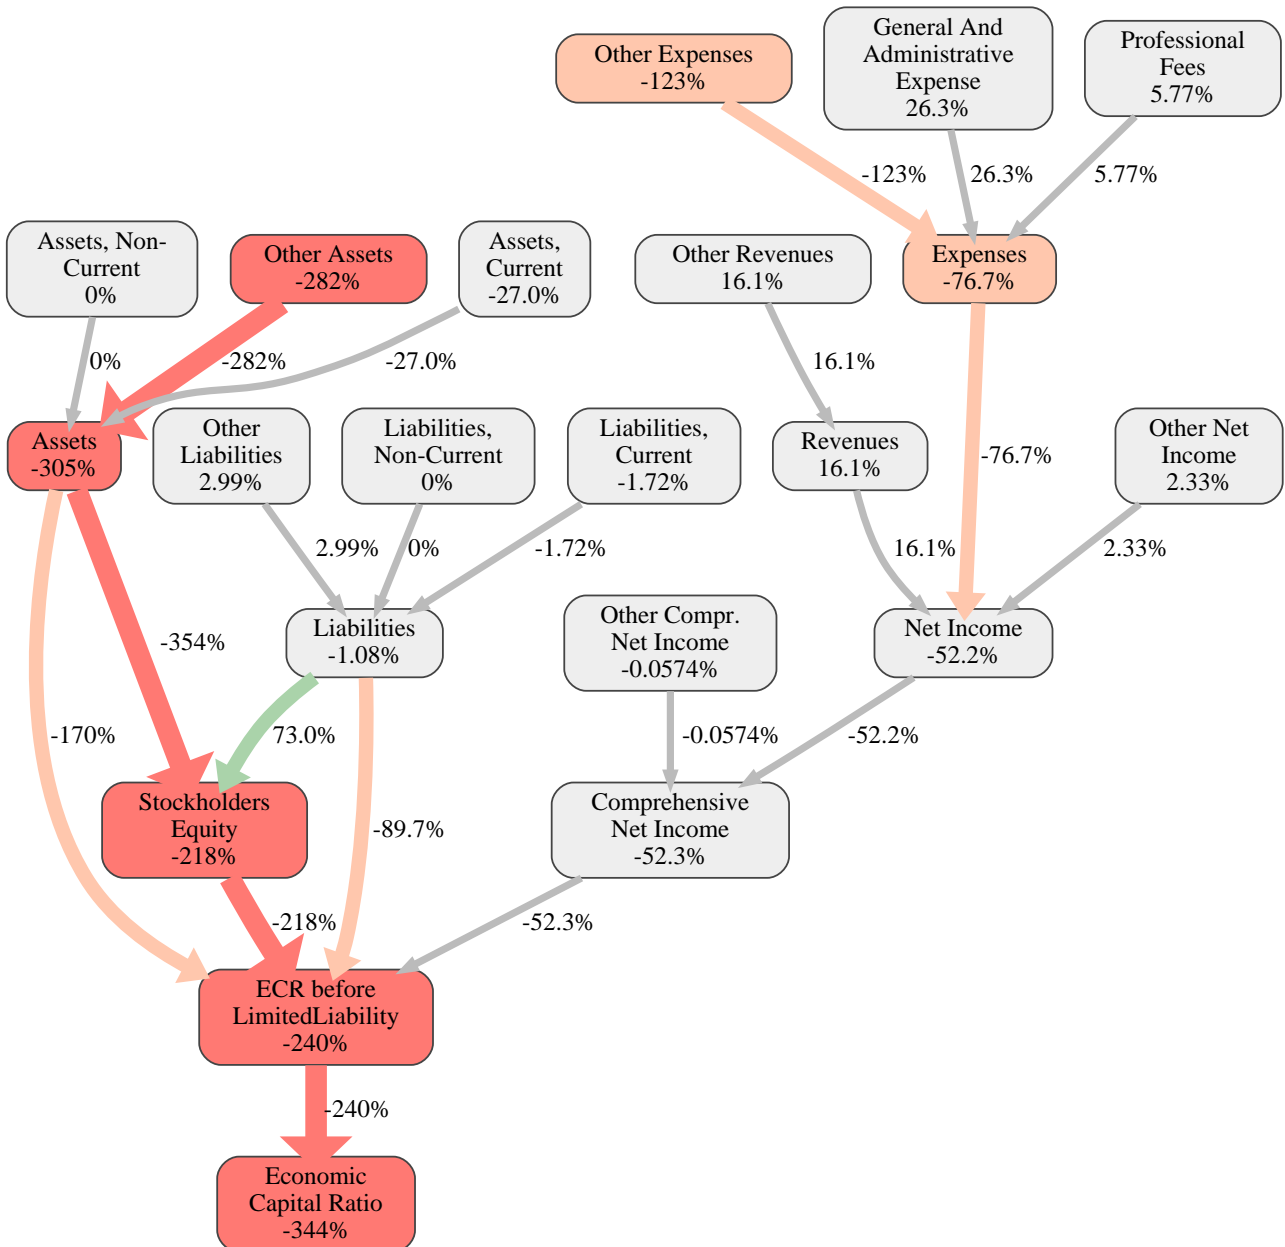 Other Expenses
-123%
General And
Administrative
Expense
26.3%
Professional
Fees
5.77%
-123%
26.3%
5.77%
Assets, Non-
Current
0%
Other Assets
-282%
Assets,
Current
-27.0%
Other Revenues
16.1%
Expenses
-76.7%
0%
-282%
-27.0%
16.1%
Assets
-305%
Other
Liabilities
2.99%
Liabilities,
Non-Current
0%
Liabilities,
Current
-1.72%
Revenues
16.1%
-76.7%
Other Net
Income
2.33%
2.99%
0%
-1.72%
16.1%
2.33%
-354%
Liabilities
-1.08%
Other Compr.
Net Income
-0.0574%
Net Income
-52.2%
-170%
73.0%
-0.0574%
-52.2%
Stockholders
Equity
-218%
-89.7%
Comprehensive
Net Income
-52.3%
-218%
-52.3%
ECR before
LimitedLiability
-240%
-240%
Economic
Capital Ratio
-344%